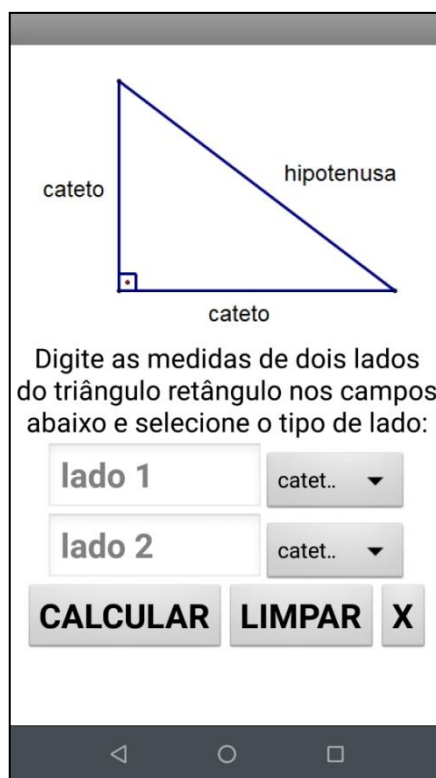 hipotenusa
cateto
cateto
Digite as medidas de dois lados
do triângulo retângulo nos campos
abaixo e selecione o tipo de lado:
lado 1 catet..
lado 2 catet..
CALCULAR LIMPAR X